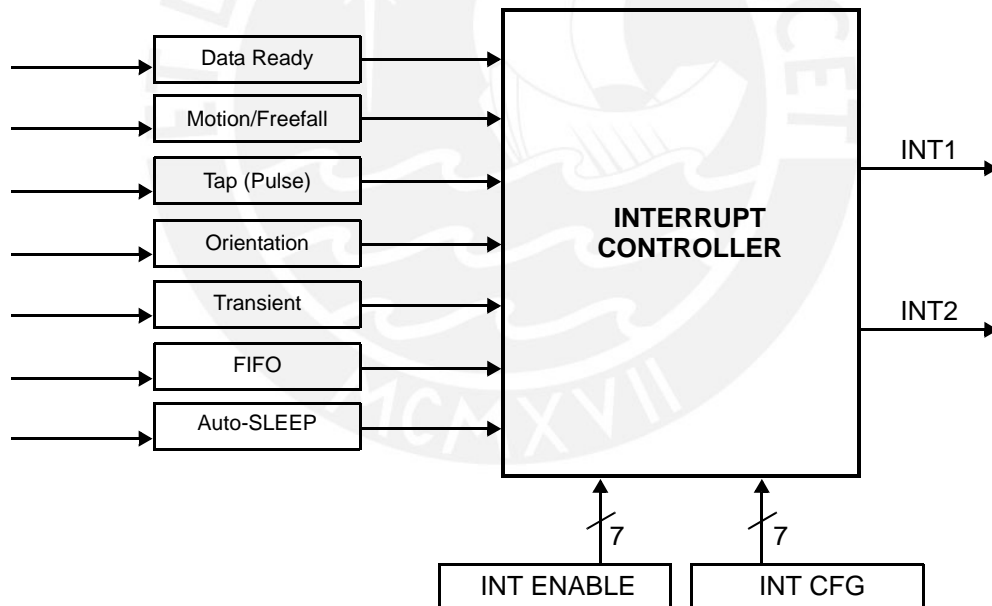 Data Ready
Motion/Freefall
Tap (Pulse)
Orientation
Transient
FIFO
Auto-SLEEP
INTERRUPT
CONTROLLER
INT1
INT2
7
7
INT ENABLE
INT CFG
MCMXVII